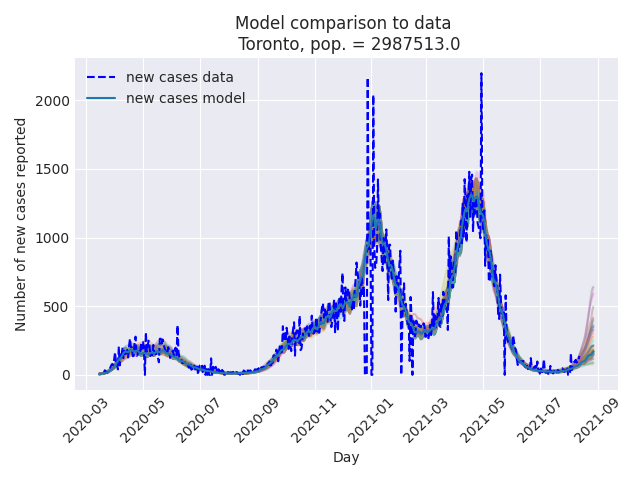 Model comparison to data
Toronto, pop. = 2987513.0
new cases data
new cases model
Number of new cases reported
2000
1500
1000
500
0
2020-03
2020-05
2020-07
2020-09
2020-11
2021-01
2021-03
2021-05
2021-07
2021-09
Day